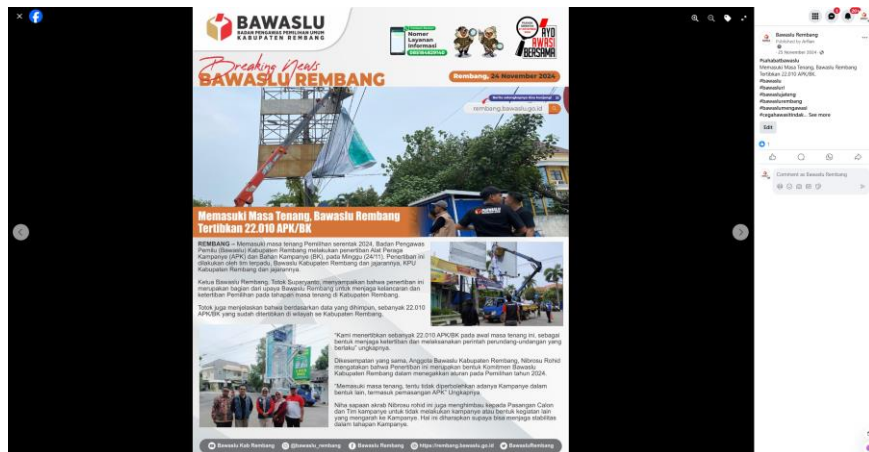 BAWASLU
BADAN PENGAWAS PEMILIHAN UMUM
KABUPATEN REMBANG
Nomor
Layanan
Informasi
AYO
AWASI
BERSAMA
Breaking News
BAWASLU REMBANG
Rembang, 24 November 2024
rembang.bawaslu.go.id
Memasuki Masa Tenang, Bawaslu Rembang
Tertibkan 22.010 APK/BK
REMBANG – Memasuki masa tenang Pemilihan serentak 2024, Badan Pengawas
Pemilu (Bawaslu) Kabupaten Rembang melakukan penertiban Alat Peraga
Kampanye (APK) dan Bahan Kampanye (BK), pada Minggu (24/11). Penertiban ini
dilakukan oleh tim terpadu, Bawaslu Kabupaten Rembang dan jajarannya, KPU
Kabupaten Rembang dan jajarannya.
Ketua Bawaslu Rembang, Totok Suparyanto, menyampaikan bahwa penertiban ini
merupakan bagian dari upaya Bawaslu Rembang untuk menjaga kelancaran dan
ketertiban Pemilihan pada tahapan masa tenang di Kabupaten Rembang.
Totok juga menjelaskan bahwa berdasarkan data yang dihimpun, sebanyak 22.010
APK/BK yang sudah ditertibkan di wilayah se Kabupaten Rembang.
"Kami menertibkan sebanyak 22.010 APK/BK pada awal masa tenang ini, sebagai
bentuk menjaga ketertiban dan melaksanakan perintah perundang-undangan yang
berlaku" ungkapnya.
Dikesempatan yang sama, Anggota Bawaslu Kabupaten Rembang, Nibrosu Rohid
mengatakan bahwa Penertiban ini merupakan bentuk Komitmen Bawaslu
Kabupaten Rembang dalam menegakkan aturan pada Pemilihan tahun 2024.
"Memasuki masa tenang, tentu tidak diperbolehkan adanya Kampanye dalam
bentuk lain, termasuk pemasangan APK" Ungkapnya.
Niha sapaan akrab Nibrosu rohid ini juga menghimbau kepada Pasangan Calon
dan Tim kampanye untuk tidak melakukan kampanye atau bentuk kegiatan lain
yang mengarah ke Kampanye. Hal ini diharapkan supaya bisa menjaga stabilitas
dalam tahapan Kampanye.
Bawaslu Kab Rembang @bawaslu_rembang Bawaslu Rembang https://rembang.bawaslu.go.id BawasluRembang
Bawaslu Rembang
25 November 2024
#sahabatbawaslu
Memasuki Masa Tenang, Bawaslu Rembang
Tertibkan 22.010 APK/BK.
#bawaslu
#bawaslujateng
#bawaslurembang
#bawaslumengawasi
See more
Edit
1
Comment as Bawaslu Rembang